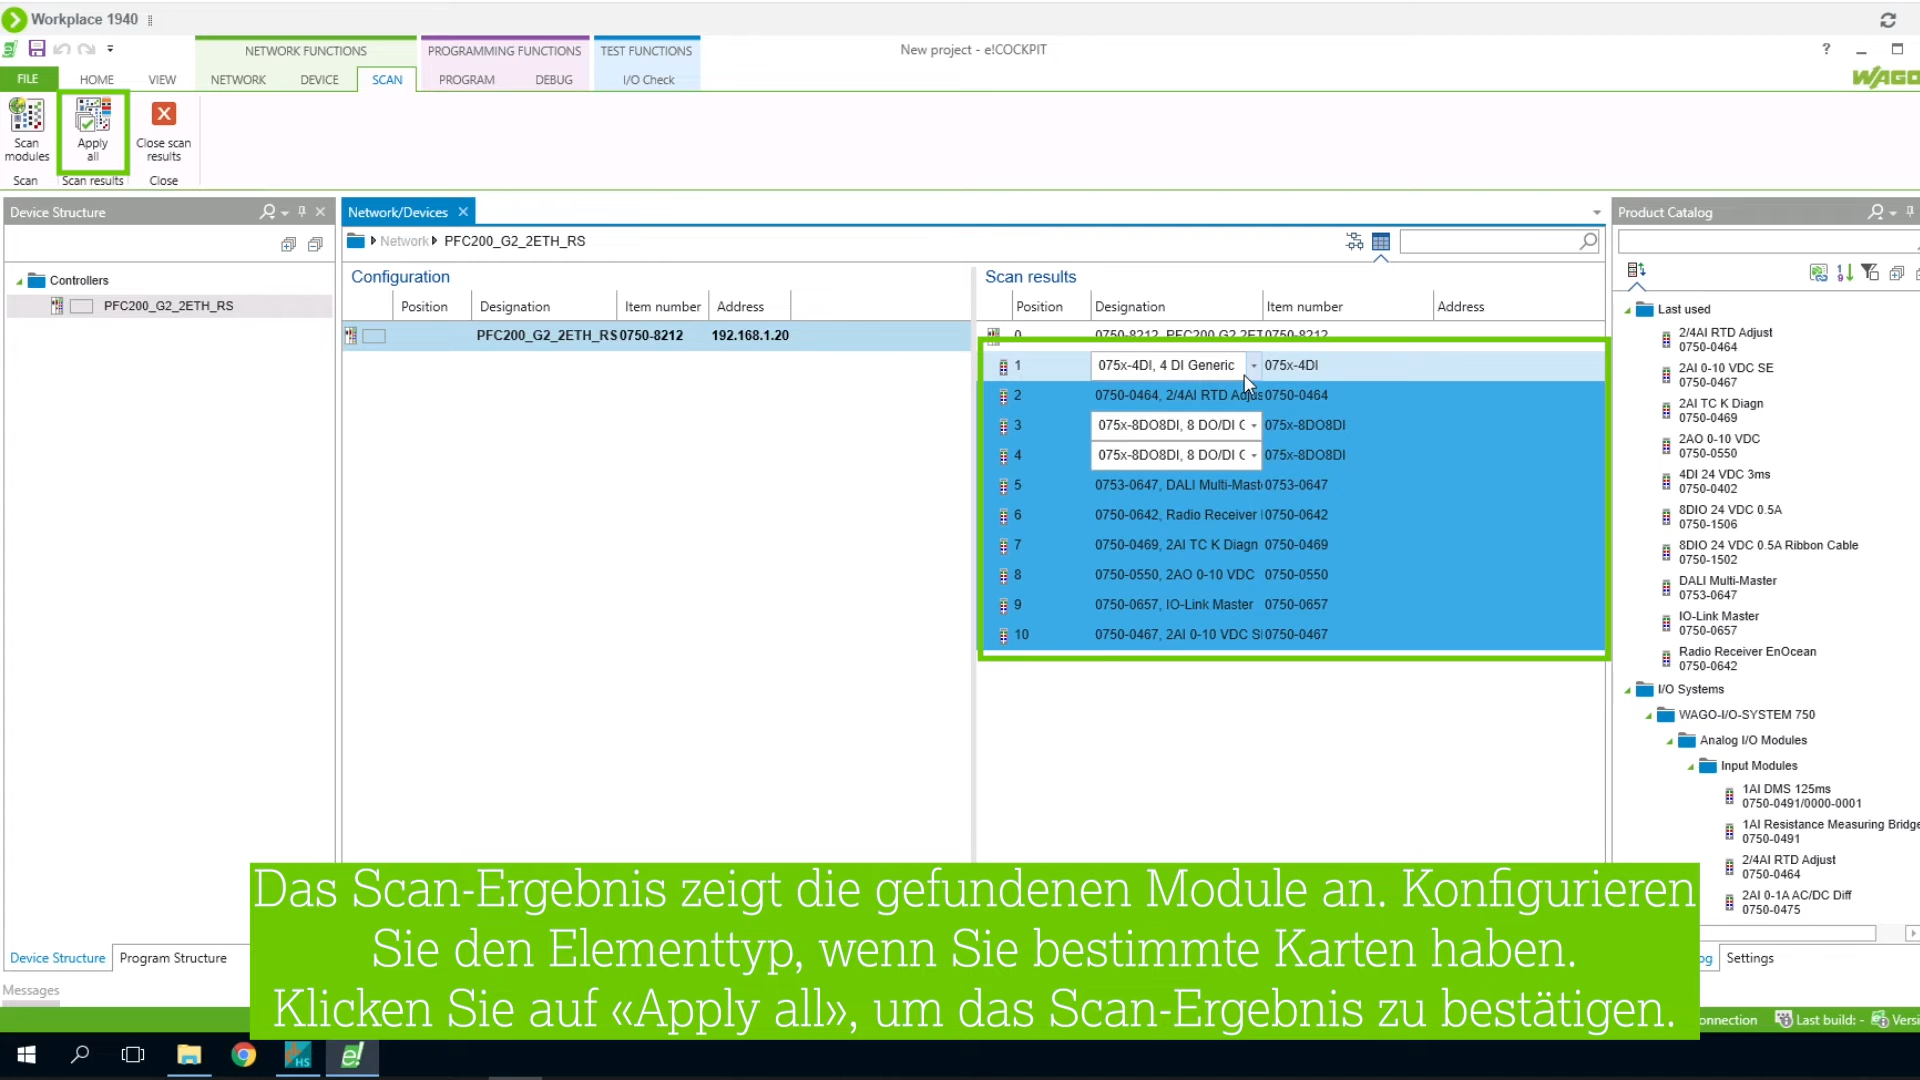 Workplace 1940
NETWORK FUNCTIONS
PROGRAMMING FUNCTIONS
TEST FUNCTIONS
New project - e!COCKPIT
?
FILE
HOME
VIEW
NETWORK
DEVICE
SCAN
PROGRAM
DEBUG
I/O Check
WAGO
Scan modules
Apply all
Close scan results
Scan
Scan results
Close
Device Structure
Network/Devices
Product Catalog
Network
PFC200_G2_2ETH_RS
Controllers
PFC200_G2_2ETH_RS
Configuration
Position Designation Item number Address
PFC200_G2_2ETH_RS 0750-8212 192.168.1.20
Scan results
Position Designation Item number Address
0 0750-8212, PFC200 G2 2ET 0750-8212
1 075x-4DI, 4 DI Generic 075x-4DI
2 0750-0464, 2/4AI RTD Adjus 0750-0464
3 075x-8DO8DI, 8 DO/DI 075x-8DO8DI
4 075x-8DO8DI, 8 DO/DI 075x-8DO8DI
5 0753-0647, DALI Multi-Mast 0753-0647
6 0750-0642, Radio Receiver 0750-0642
7 0750-0469, 2AI TC K Diagn 0750-0469
8 0750-0550, 2AO 0-10 VDC 0750-0550
9 0750-0657, IO-Link Master 0750-0657
10 0750-0467, 2AI 0-10 VDC S 0750-0467
Last used
2/4AI RTD Adjust
0750-0464
2AI 0-10 VDC SE
0750-0467
2AI TC K Diagn
0750-0469
2AO 0-10 VDC
0750-0550
4DI 24 VDC 3ms
0750-0402
8DIO 24 VDC 0.5A
0750-1506
8DIO 24 VDC 0.5A Ribbon Cable
0750-1502
DALI Multi-Master
0753-0647
IO-Link Master
0750-0657
Radio Receiver EnOcean
0750-0642
I/O Systems
WAGO-I/O-SYSTEM 750
Analog I/O Modules
Input Modules
1AI DMS 125ms
0750-0491/0000-0001
1AI Resistance Measuring Bridge
0750-0491
2/4AI RTD Adjust
0750-0464
2AI 0-1A AC/DC Diff
0750-0475
Device Structure
Program Structure
og
Settings
Messages
Das Scan-Ergebnis zeigt die gefundenen Module an. Konfigurieren
Sie den Elementtyp, wenn Sie bestimmte Karten haben.
Klicken Sie auf «Apply all», um das Scan-Ergebnis zu bestätigen.
onnection
Last build: -
Versi
HS
e!